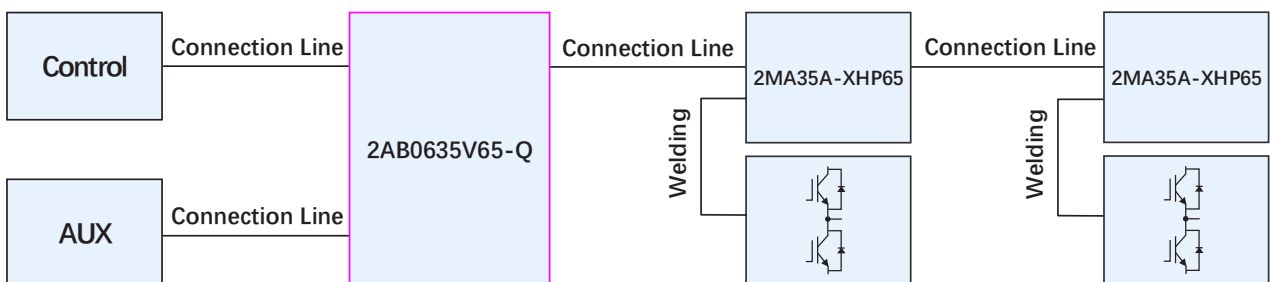 Control
Connection Line
AUX
Connection Line
2AB0635V65-Q
Connection Line
2MA35A-XHP65
Welding
Connection Line
2MA35A-XHP65
Welding